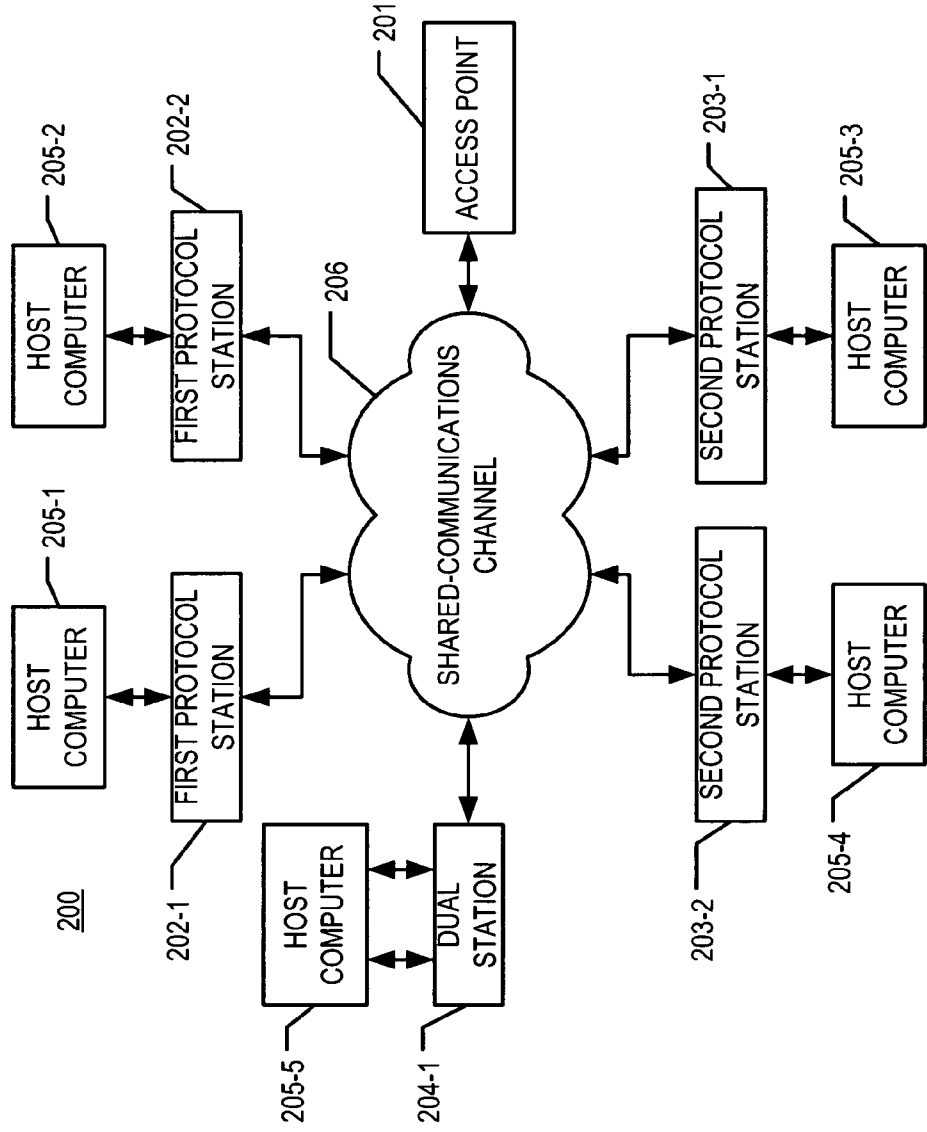 200
205-1
HOST
COMPUTER
205-2
HOST
COMPUTER
202-1
FIRST PROTOCOL
STATION
202-2
FIRST PROTOCOL
STATION
205-5
HOST
COMPUTER
204-1
DUAL
STATION
206
SHARED-COMMUNICATIONS
CHANNEL
201
ACCESS POINT
203-2
SECOND PROTOCOL
STATION
203-1
SECOND PROTOCOL
STATION
205-4
HOST
COMPUTER
205-3
HOST
COMPUTER